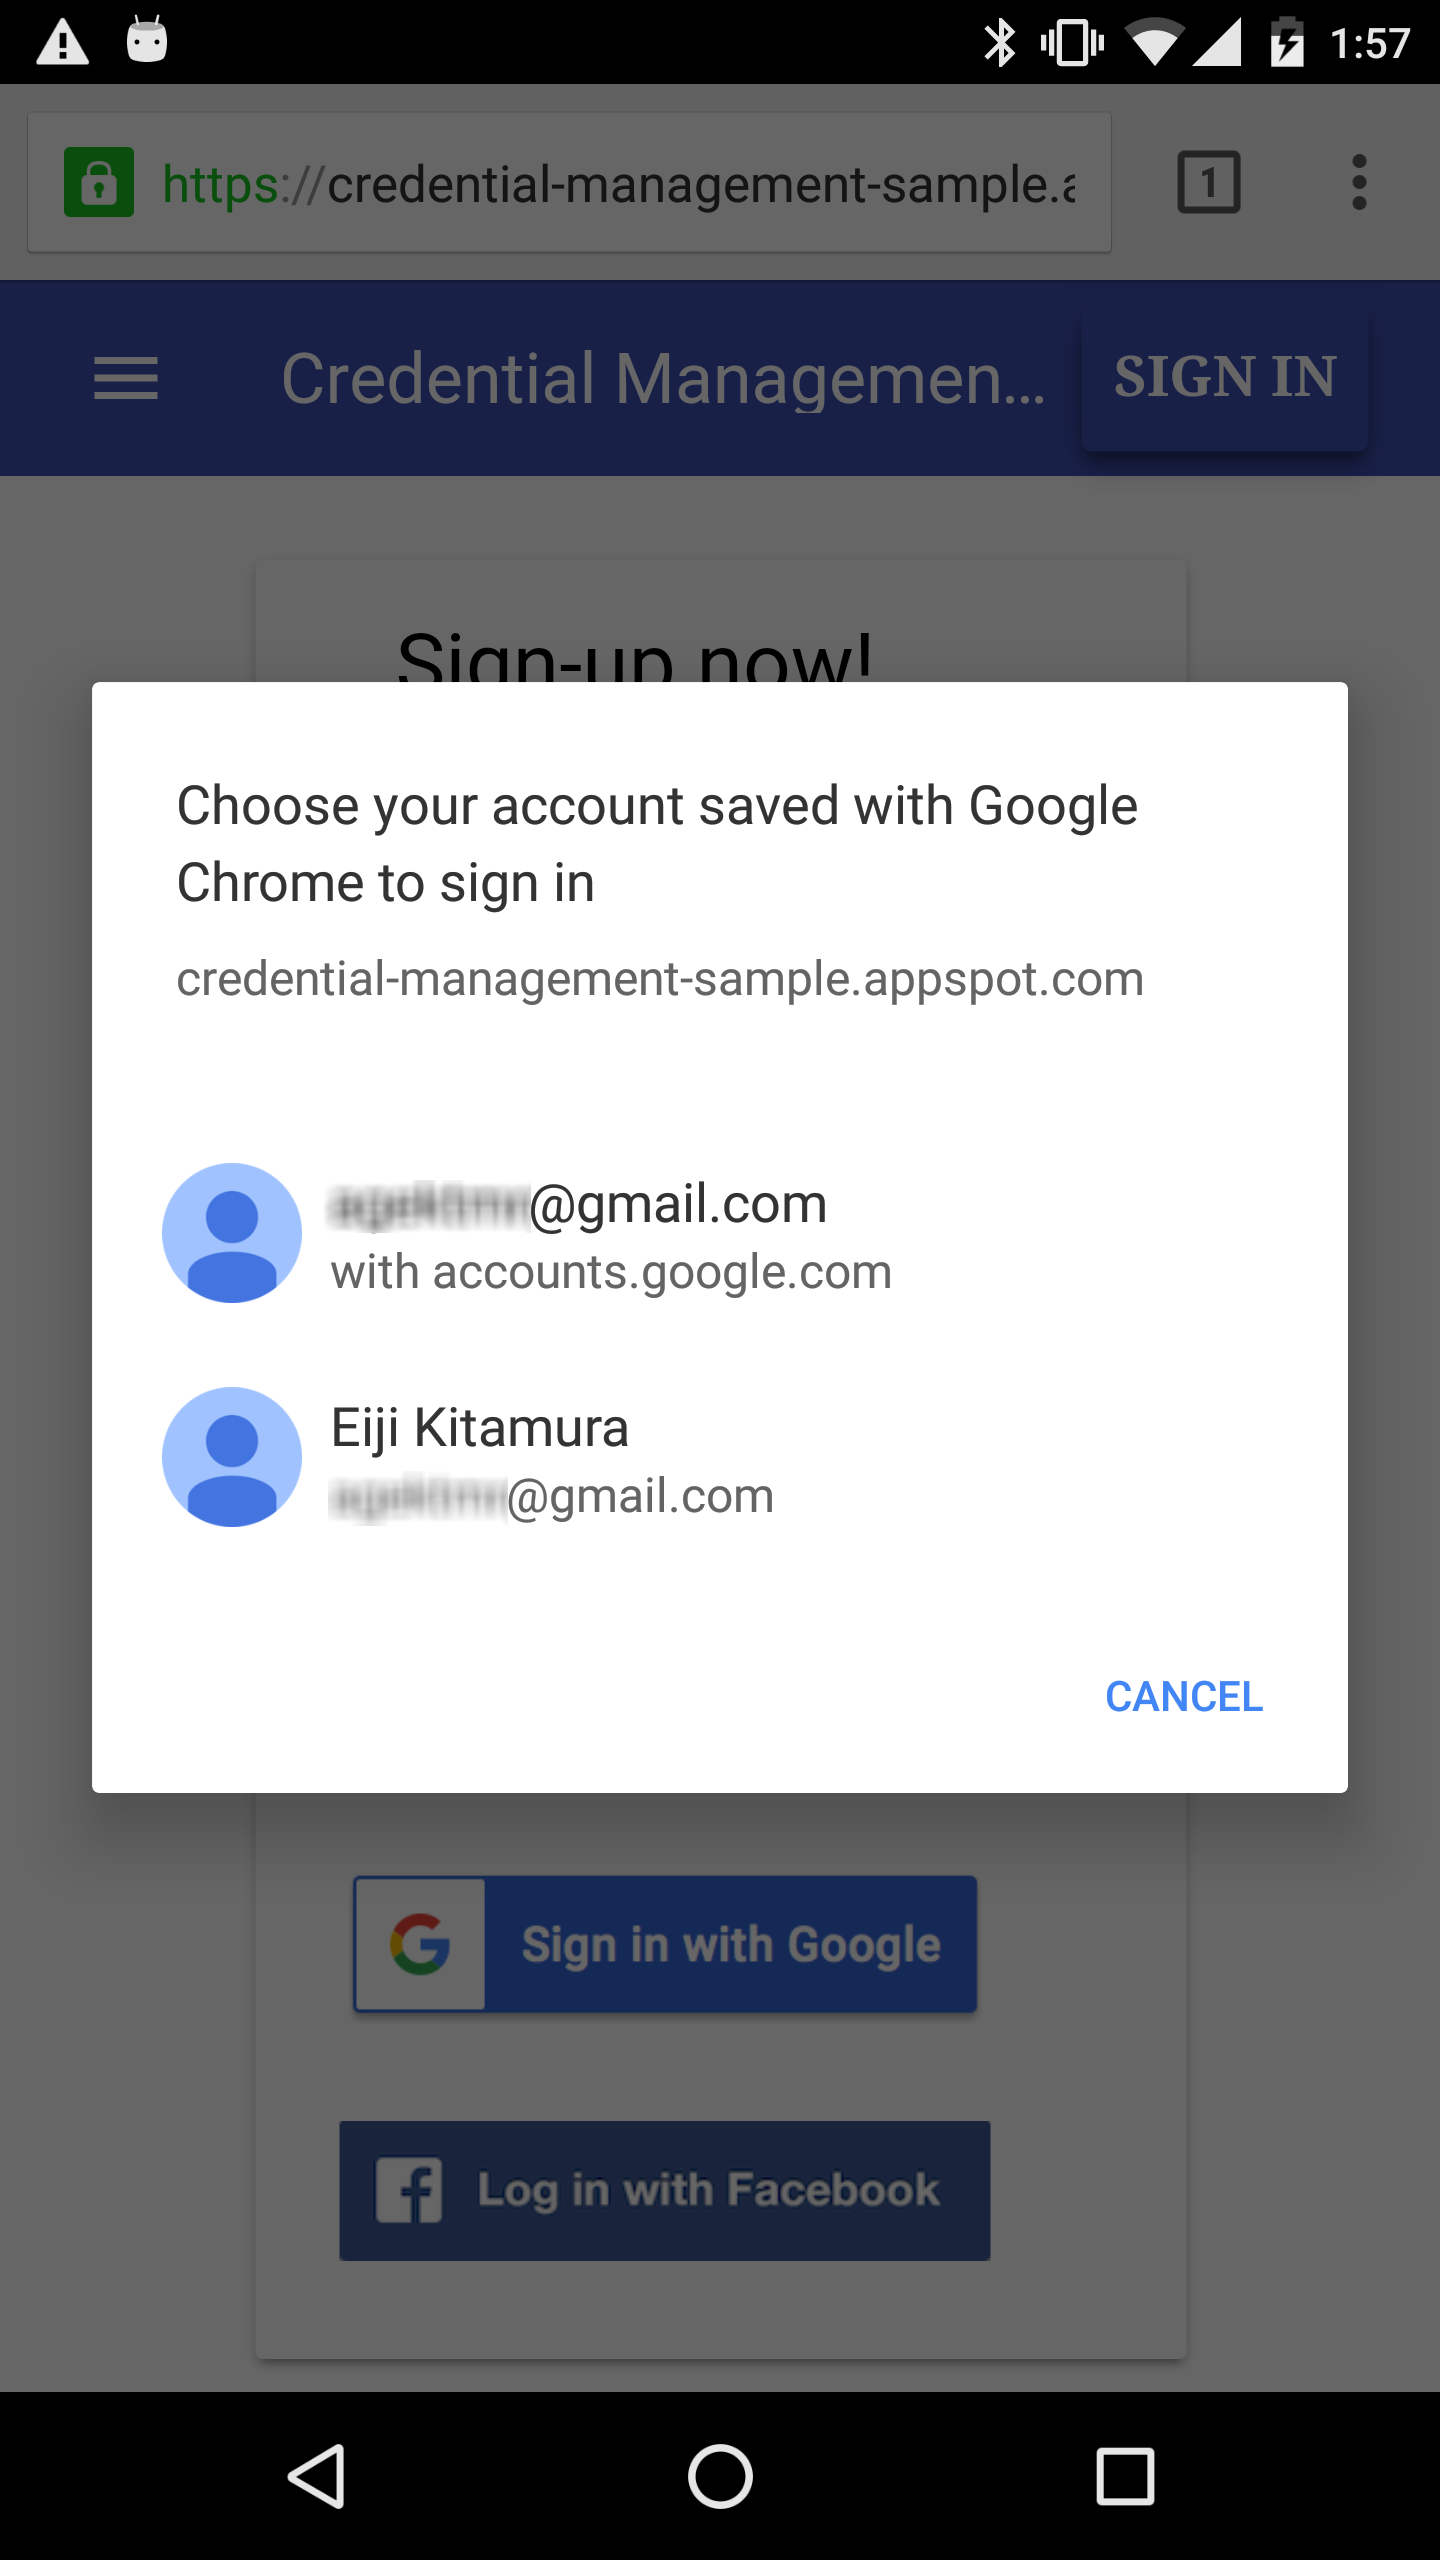 1:57
https://credential-management-sample.a
1
Credential Managemen...
SIGN IN
Sign-up now!
Choose your account saved with Google
Chrome to sign in
credential-management-sample.appspot.com
@gmail.com
with accounts.google.com
Eiji Kitamura
@gmail.com
CANCEL
Sign in with Google
Log in with Facebook